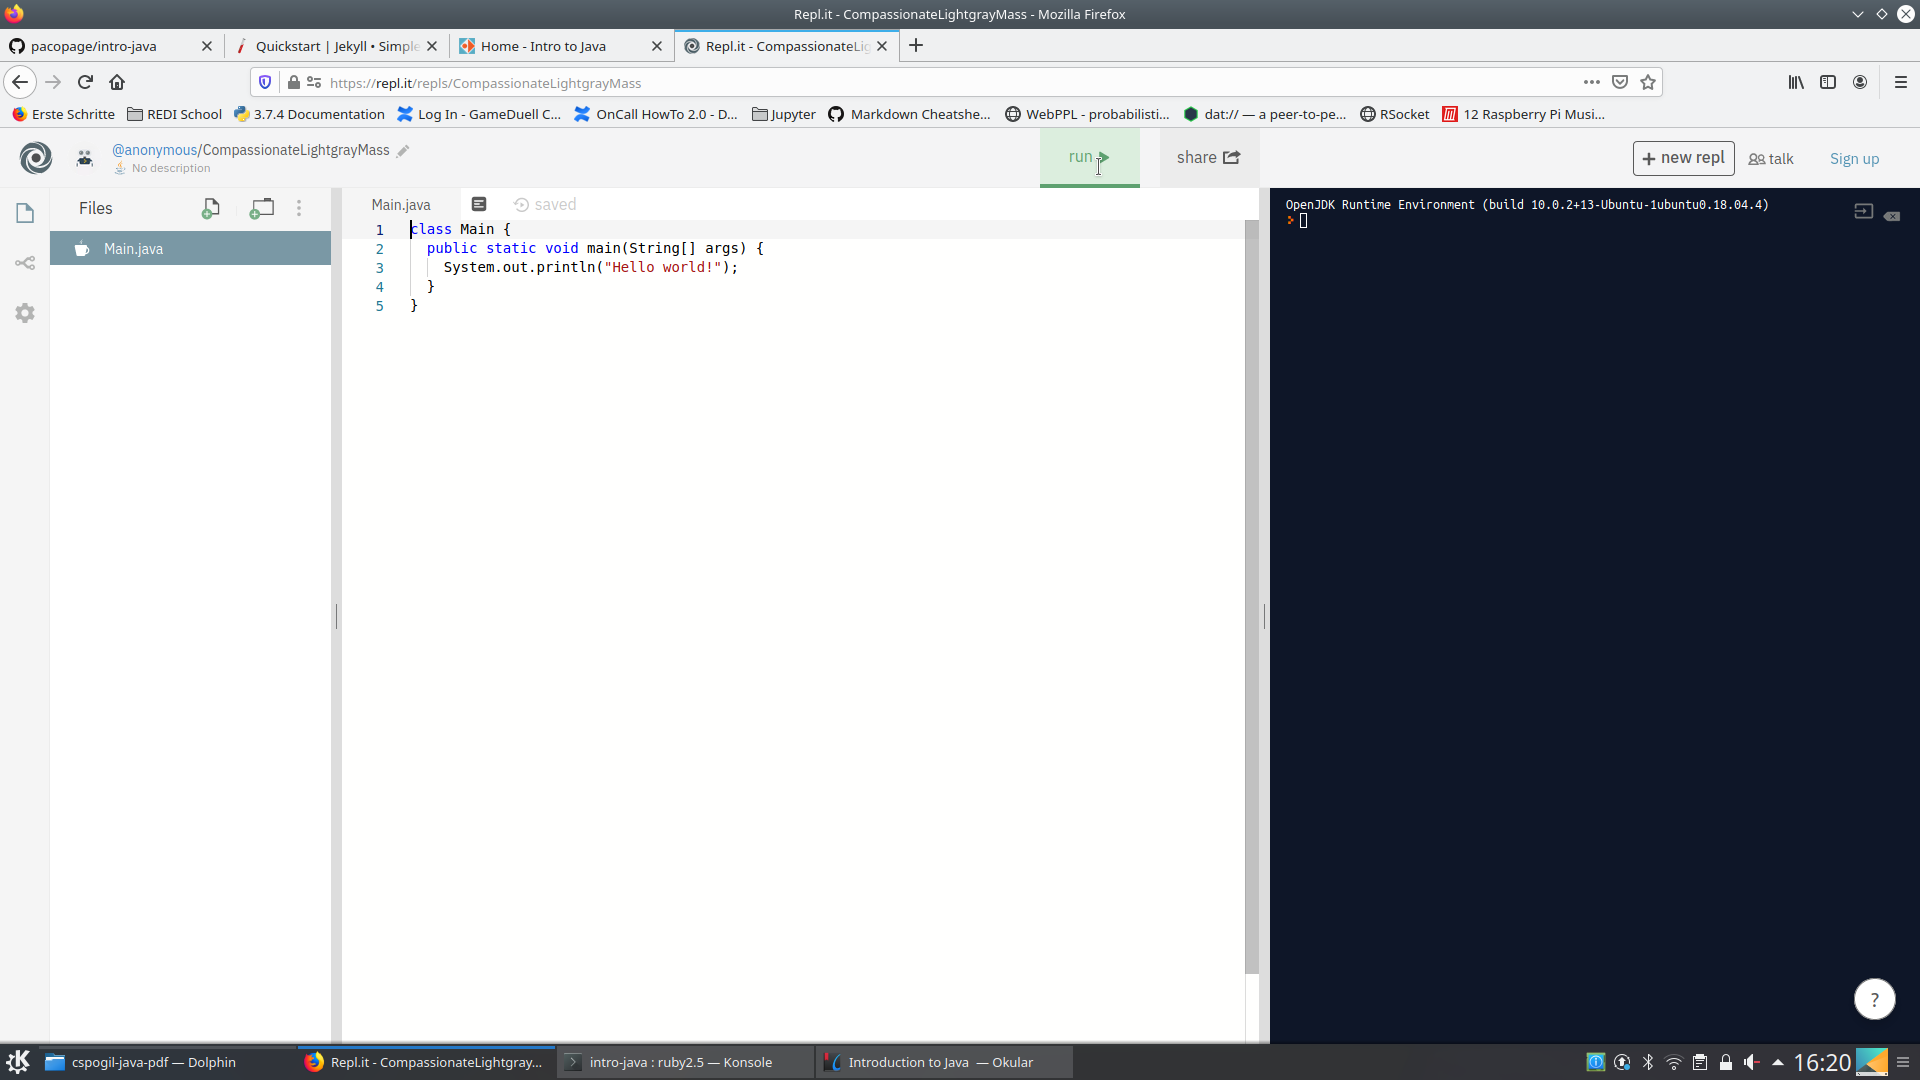 Repl.it - CompassionateLightgrayMass - Mozilla Firefox
pacopage/intro-java
Quickstart | Jekyll • Simple
Home - Intro to Java
Repl.it - CompassionateLig
https://repl.it/repls/CompassionateLightgrayMass
Erste Schritte
REDI School
3.7.4 Documentation
Log In - GameDuell C...
OnCall HowTo 2.0 - D...
Jupyter
Markdown Cheatshe...
WebPPL - probabilisti...
dat:// — a peer-to-pe...
RSocket
12 Raspberry Pi Musi...
@anonymous/CompassionateLightgrayMass
No description
run
share
+ new repl
talk
Sign up
Files
Main.java
Main.java
saved
1 class Main {
2 public static void main(String[] args) {
3 System.out.println("Hello world!");
4 }
5 }
OpenJDK Runtime Environment (build 10.0.2+13-Ubuntu-1ubuntu0.18.04.4)
?
cspogil-java-pdf — Dolphin
Repl.it - CompassionateLightgray...
intro-java : ruby2.5 — Konsole
Introduction to Java — Okular
16:20